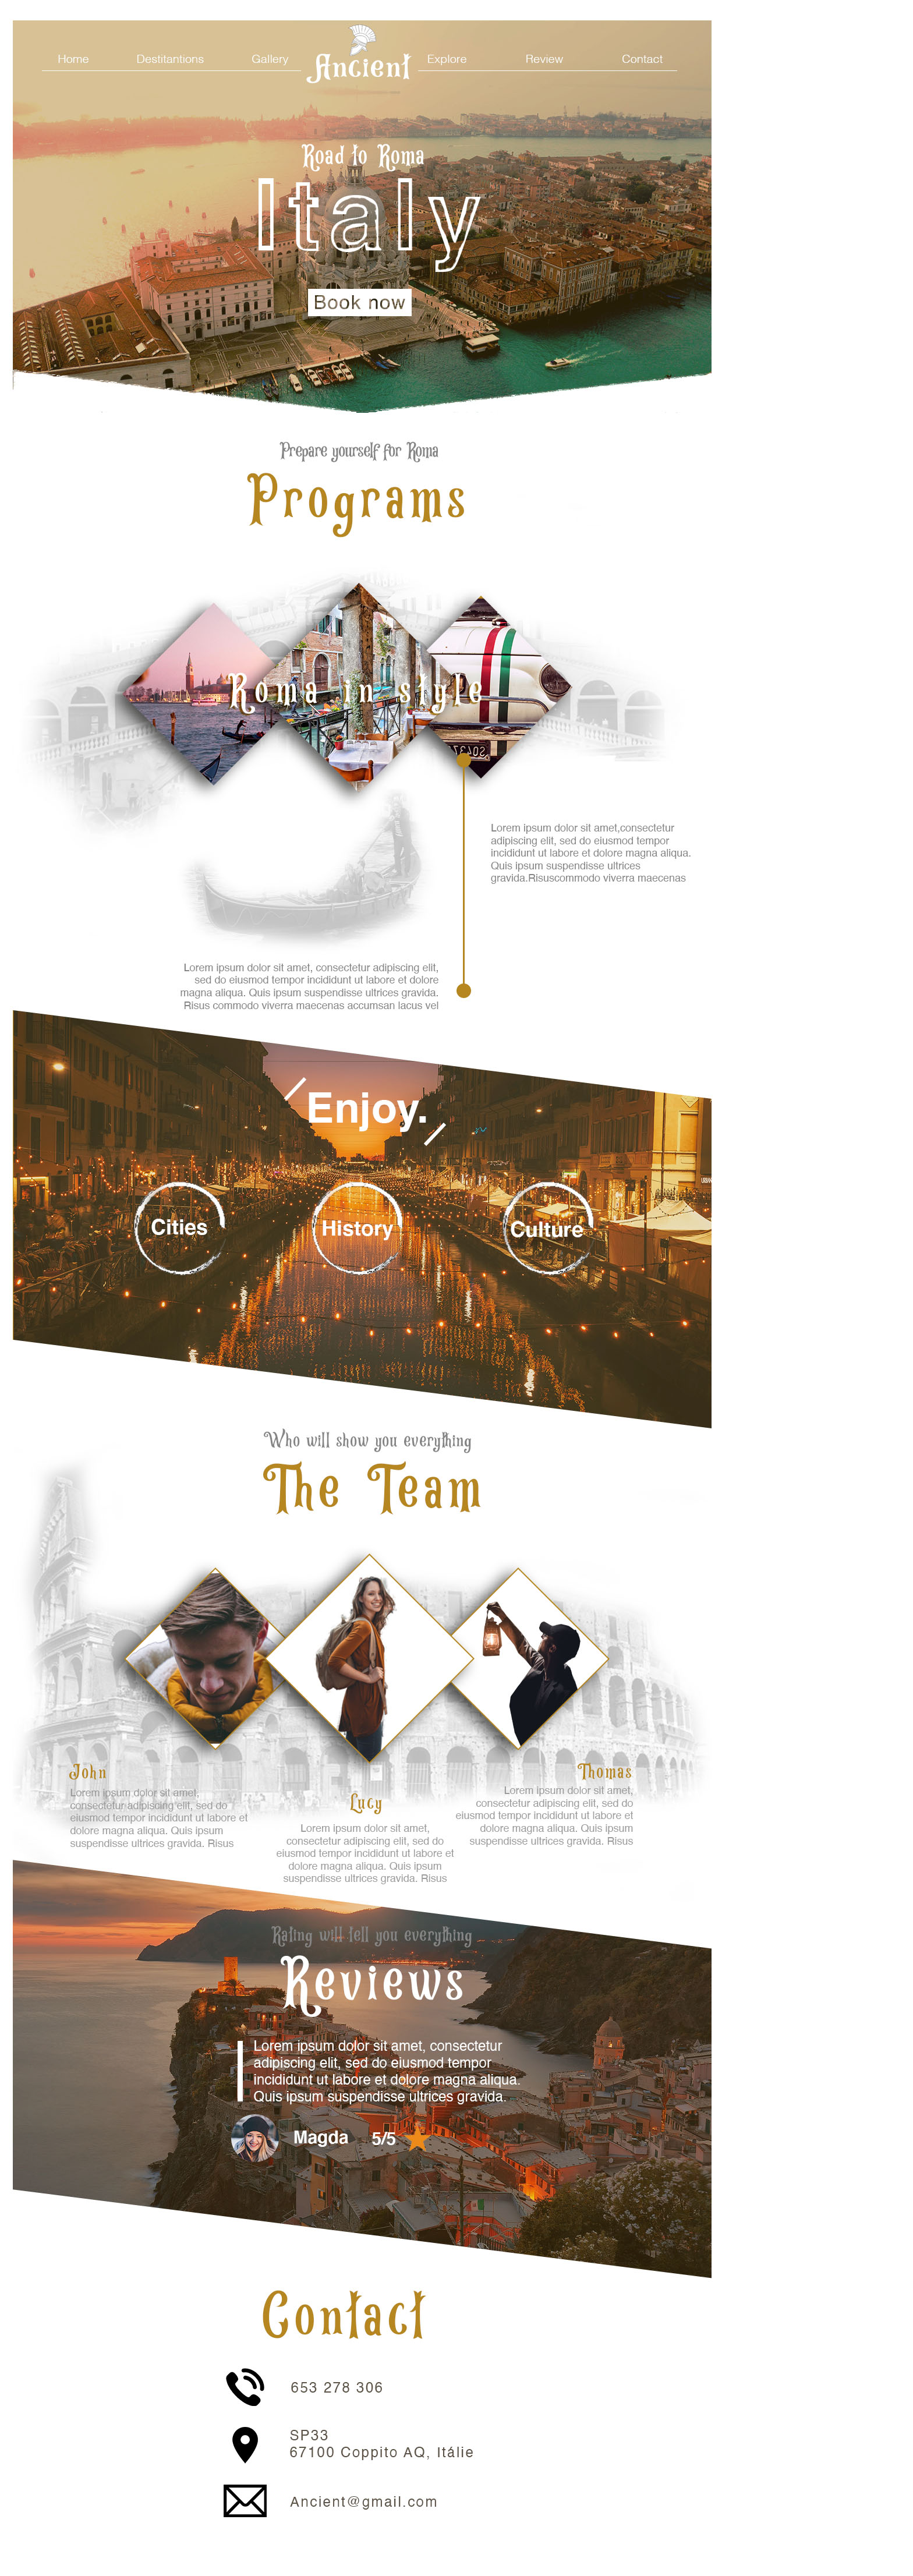 Home Destitantions Gallery Ancient Explore Review Contact
Road to Roma
Italy
Book now
Prepare yourself for Roma
Programs
Roma in style
Lorem ipsum dolor sit amet,consectetur
adipiscing elit, sed do eiusmod tempor
incididunt ut labore et dolore magna aliqua.
Quis ipsum suspendisse ultrices
gravida.Risuscommodo viverra maecenas
Lorem ipsum dolor sit amet, consectetur adipiscing elit,
sed do eiusmod tempor incididunt ut labore et dolore
magna aliqua. Quis ipsum suspendisse ultrices gravida.
Risus commodo viverra maecenas accumsan lacus vel
Enjoy.
Cities
History
Culture
Who will show you everything
The Team
John
Lorem ipsum dolor sit amet,
consectetur adipiscing elit, sed do
eiusmod tempor incididunt ut labore et
dolore magna aliqua. Quis ipsum
suspendisse ultrices gravida. Risus
Lucy
Lorem ipsum dolor sit amet,
consectetur adipiscing elit, sed do
eiusmod tempor incididunt ut labore et
dolore magna aliqua. Quis ipsum
suspendisse ultrices gravida. Risus
Thomas
Lorem ipsum dolor sit amet,
consectetur adipiscing elit, sed do
eiusmod tempor incididunt ut labore et
dolore magna aliqua. Quis ipsum
suspendisse ultrices gravida. Risus
Rating will tell you everything
Reviews
Lorem ipsum dolor sit amet, consectetur
adipiscing elit, sed do eiusmod tempor
incididunt ut labore et dolore magna aliqua.
Quis ipsum suspendisse ultrices gravida.
Magda 5/5
Contact
653 278 306
SP33
67100 Coppito AQ, Itálie
Ancient@gmail.com